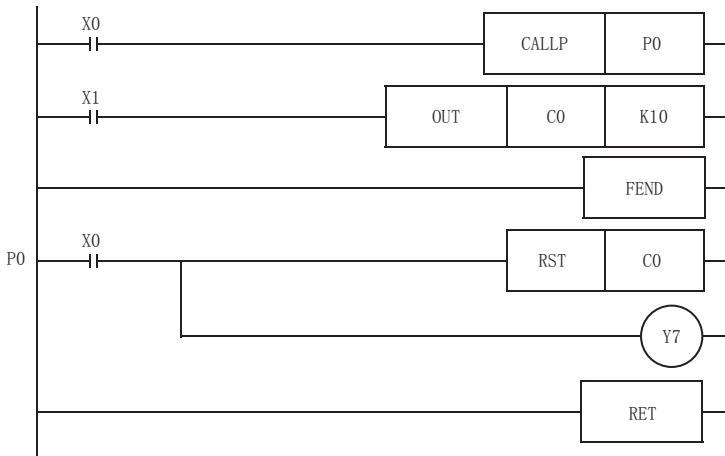 X0
CALLP P0
X1
OUT C0 K10
FEND
X0
P0 RST C0
Y7
RET